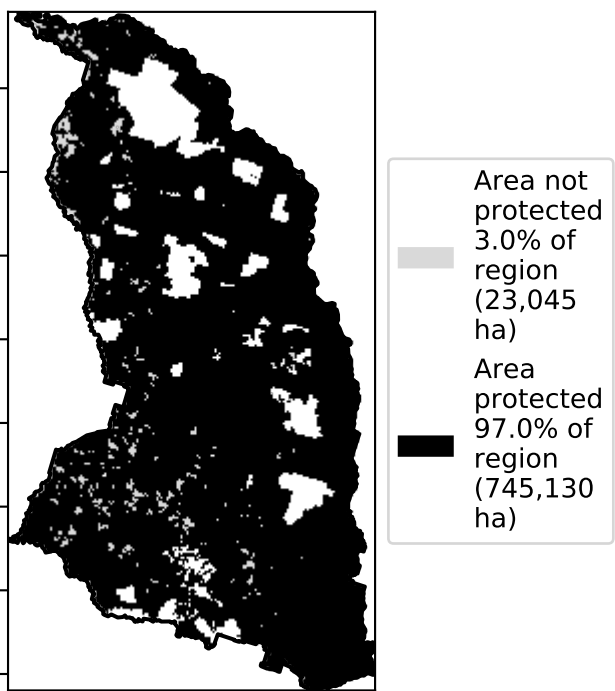 Area not
protected
3.0% of
region
(23,045
ha)
Area
protected
97.0% of
region
(745,130
ha)